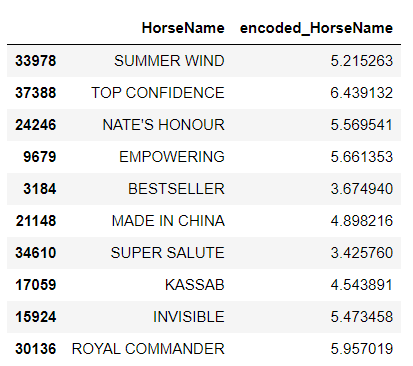 HorseName encoded_HorseName
33978 SUMMER WIND 5.215263
37388 TOP CONFIDENCE 6.439132
24246 NATE'S HONOUR 5.569541
9679 EMPOWERING 5.661353
3184 BESTSELLER 3.674940
21148 MADE IN CHINA 4.898216
34610 SUPER SALUTE 3.425760
17059 KASSAB 4.543891
15924 INVISIBLE 5.473458
30136 ROYAL COMMANDER 5.957019